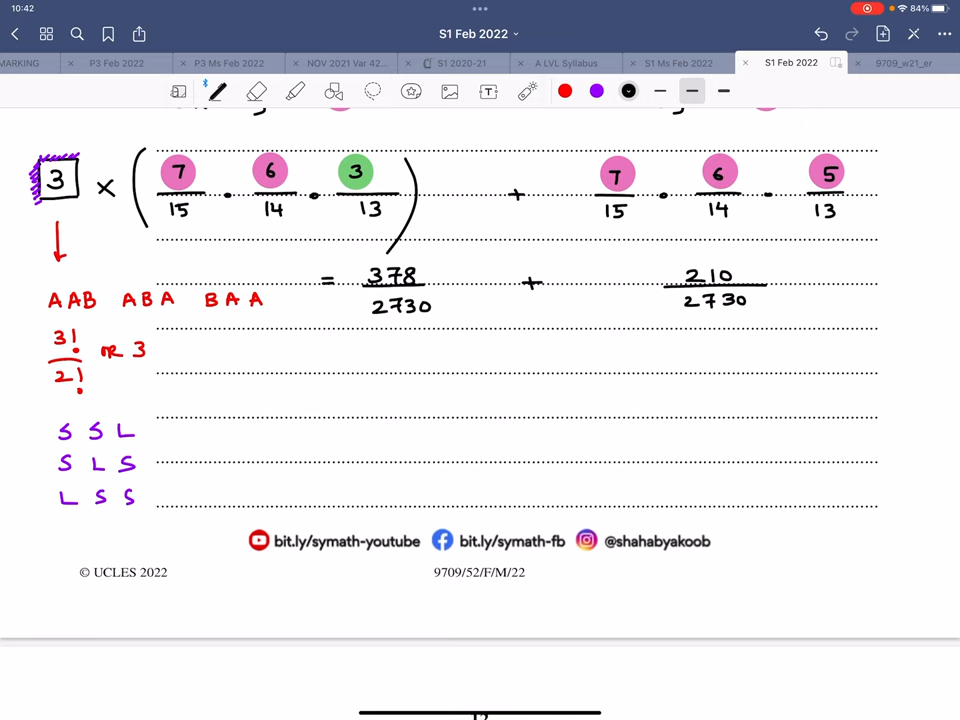 10:42
84%
S1 Feb 2022
MARKING
P3 Feb 2022
P3 Ms Feb 2022
NOV 2021 Var 42...
S1 2020-21
A LVL Syllabus
S1 Ms Feb 2022
S1 Feb 2022
9709_w21_er
3 × ( 7/15 . 6/14 . 3/13 ) + 7/15 . 6/14 . 5/13
= 378/2730 + 210/2730
AAB ABA BAA
3!/2! OR 3
S S L
S L S
L S S
bit.ly/symath-youtube bit.ly/symath-fb @shahabyakoob
© UCLES 2022 9709/52/F/M/22